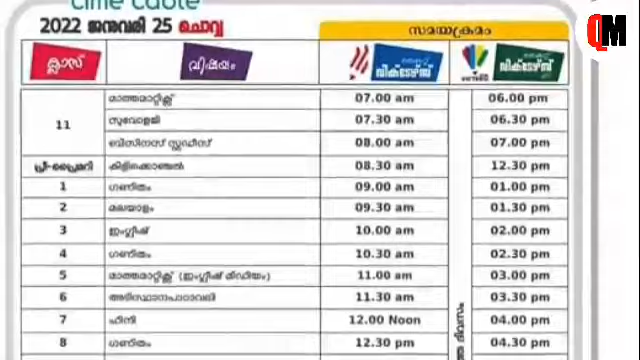 time table
2022 ജനുവരി 25 ചൊവ്വ
സമയക്രമം
QM
ക്ലാസ് വിഷയം വിക്ടേഴ്സ് വിക്ടേഴ്സ്
11 മാത്തമാറ്റിക്സ് 07.00 am 06.00 pm
സുവോളജി 07.30 am 06.30 pm
ബിസിനസ് സ്റ്റഡീസ് 08.00 am 07.00 pm
പ്രീ-പ്രൈമറി കിളിക്കൊഞ്ചൽ 08.30 am 12.30 pm
1 ഗണിതം 09.00 am 01.00 pm
2 മലയാളം 09.30 am 01.30 pm
3 ഇംഗ്ലീഷ് 10.00 am 02.00 pm
4 ഗണിതം 10.30 am 02.30 pm
5 മാത്തമാറ്റിക്സ് (ഇംഗ്ലീഷ് മീഡിയം) 11.00 am 03.00 pm
6 അടിസ്ഥാനപാഠാവലി 11.30 am 03.30 pm
7 ഹിന്ദി 12.00 Noon 04.00 pm
8 ഗണിതം 12.30 pm 04.30 pm
ദിവസം